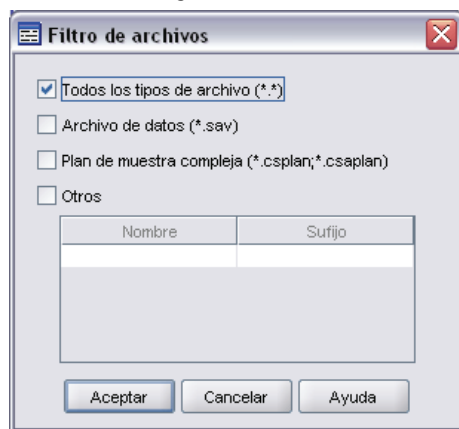 Filtro de archivos
Todos los tipos de archivo (*.*)
Archivo de datos (*.sav)
Plan de muestra compleja (*.csplan;*.csaplan)
Otros
Nombre Sufijo
Aceptar Cancelar Ayuda